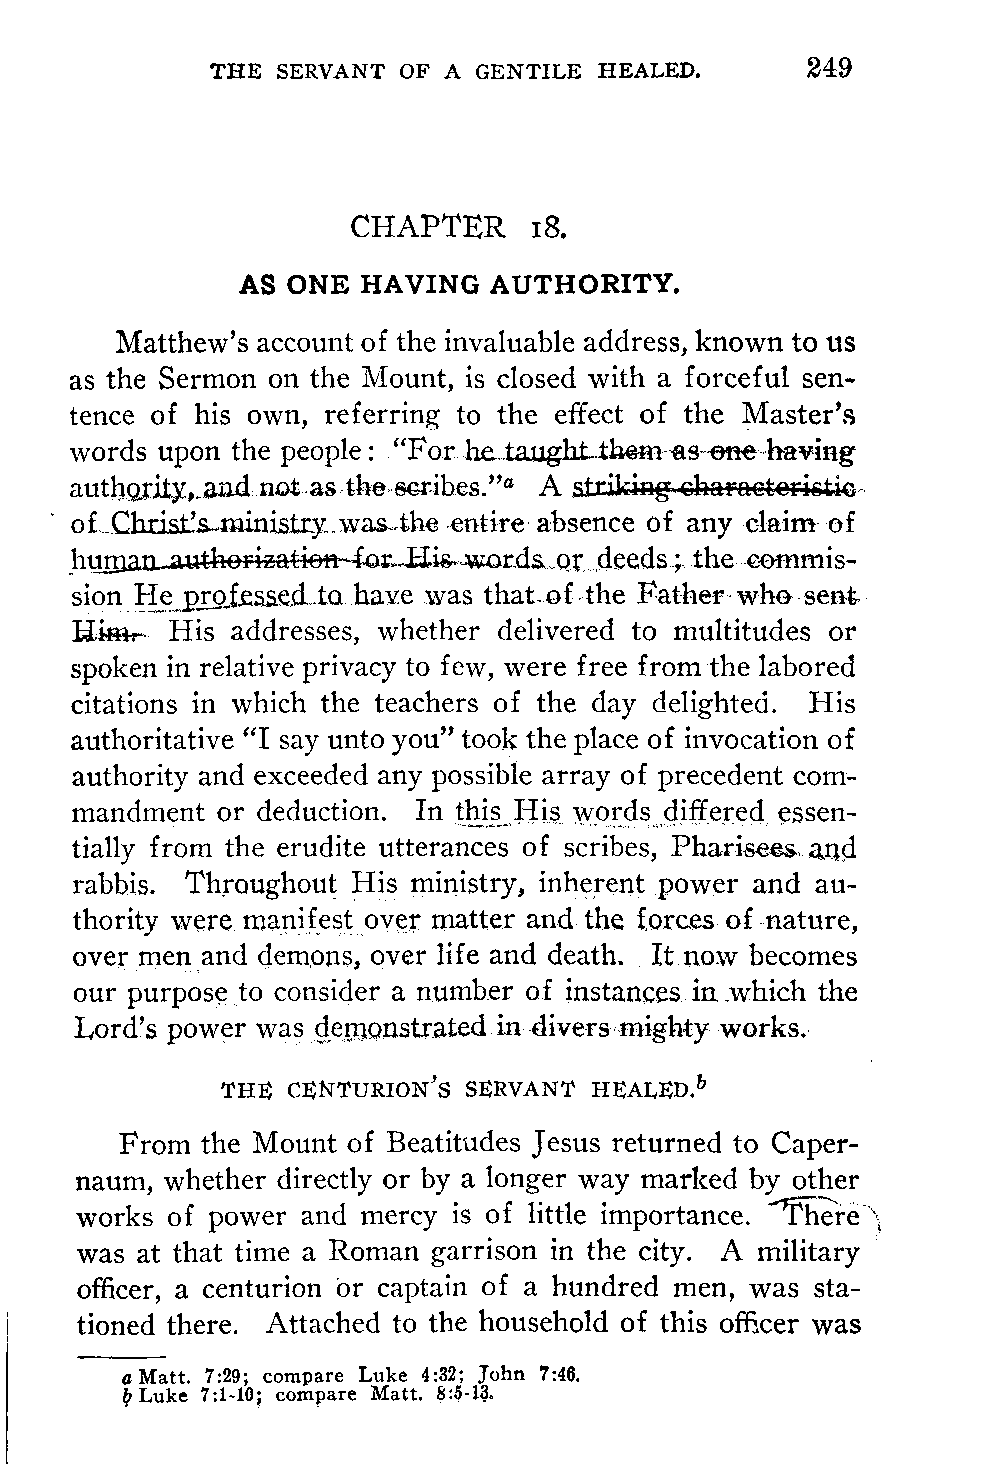 THE SERVANT OF A GENTILE HEALED. 249
CHAPTER 18.
AS ONE HAVING AUTHORITY.
Matthew's account of the invaluable address, known to us
as the Sermon on the Mount, is closed with a forceful sen-
tence of his own, referring to the effect of the Master's
words upon the people: "For he taught them as one having
authority, and not as the scribes."a A striking characteristic
of Christ's ministry was the entire absence of any claim of
human authorization for His words or deeds; the commis-
sion He professed to have was that of the Father who sent
Him. His addresses, whether delivered to multitudes or
spoken in relative privacy to few, were free from the labored
citations in which the teachers of the day delighted. His
authoritative "I say unto you" took the place of invocation of
authority and exceeded any possible array of precedent com-
mandment or deduction. In this His words differed essen-
tially from the erudite utterances of scribes, Pharisees and
rabbis. Throughout His ministry, inherent power and au-
thority were manifest over matter and the forces of nature,
over men and demons, over life and death. It now becomes
our purpose to consider a number of instances in which the
Lord's power was demonstrated in divers mighty works.
THE CENTURION'S SERVANT HEALED.b
From the Mount of Beatitudes Jesus returned to Caper-
naum, whether directly or by a longer way marked by other
works of power and mercy is of little importance. There
was at that time a Roman garrison in the city. A military
officer, a centurion or captain of a hundred men, was sta-
tioned there. Attached to the household of this officer was
a Matt. 7:29; compare Luke 4:32; John 7:46.
b Luke 7:1-10; compare Matt. 8:5-13.